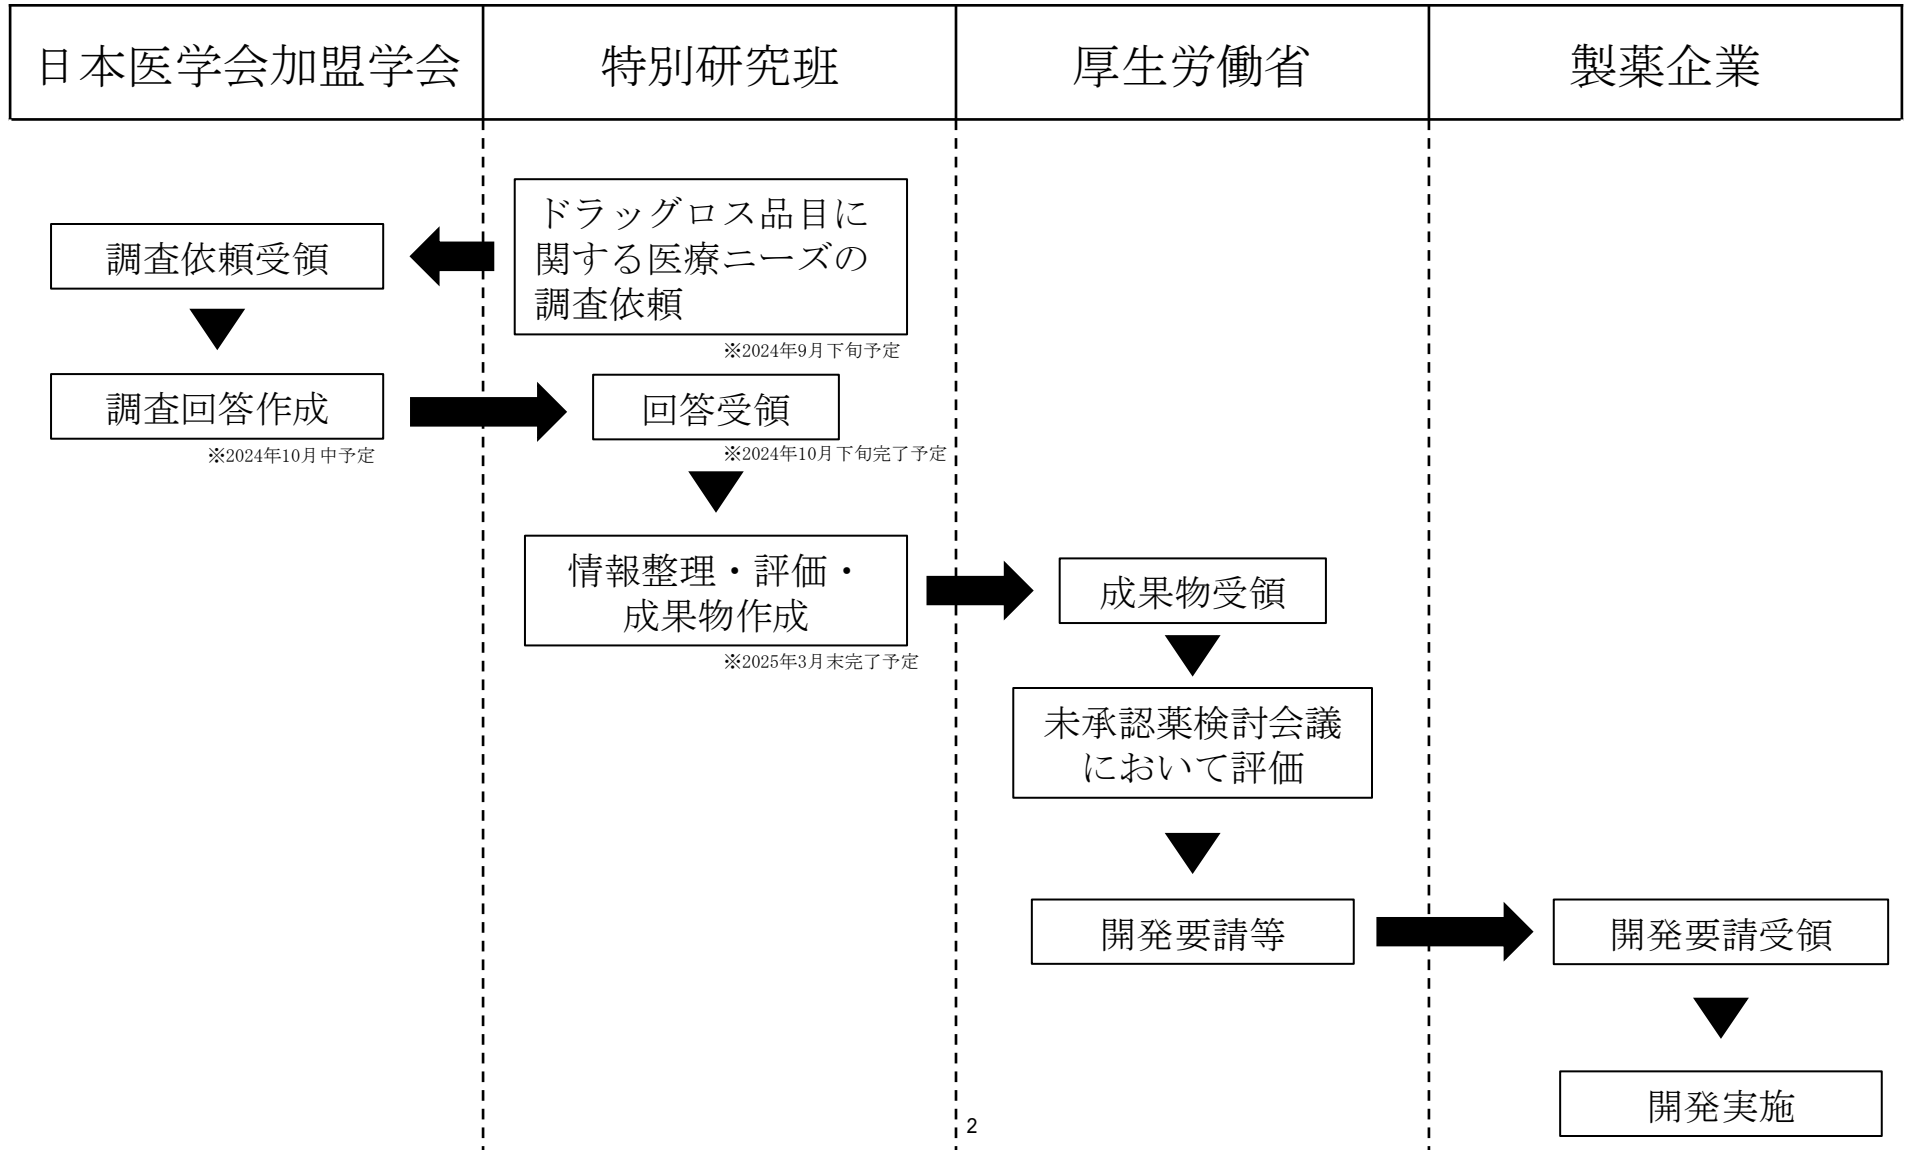 日本医学会加盟学会
特別研究班
厚生労働省
製薬企業
ドラッグロス品目に
関する医療ニーズの
調査依頼
※2024年9月下旬予定
調査依頼受領
調査回答作成
※2024年10月中予定
回答受領
※2024年10月下旬完了予定
情報整理・評価・
成果物作成
※2025年3月末完了予定
成果物受領
未承認薬検討会議
において評価
開発要請等
開発要請受領
開発実施
2